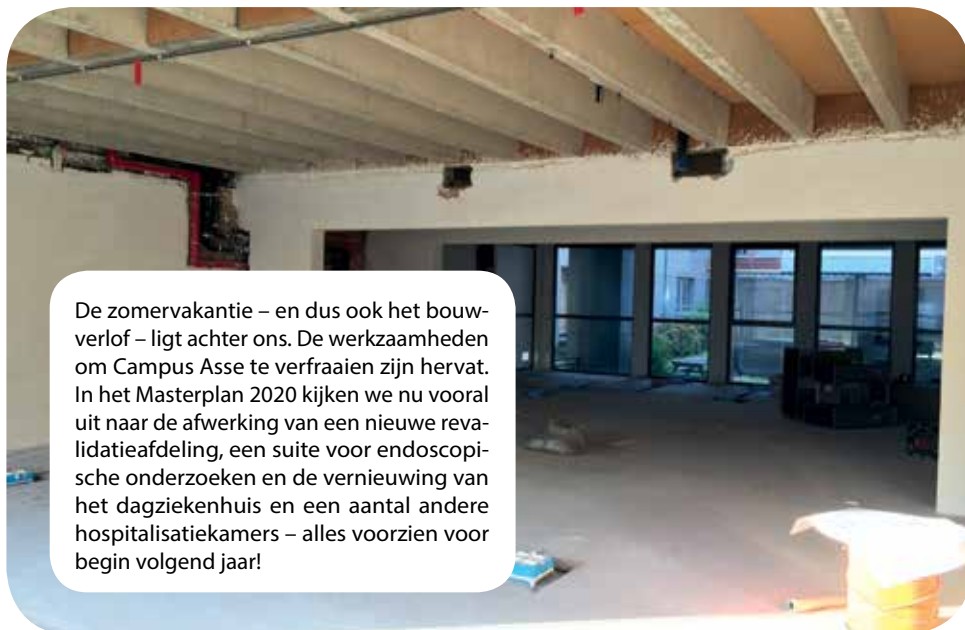 De zomervakantie – en dus ook het bouw-
verlof – ligt achter ons. De werkzaamheden
om Campus Asse te verfraaien zijn hervat.
In het Masterplan 2020 kijken we nu vooral
uit naar de afwerking van een nieuwe reva-
lidatieafdeling, een suite voor endoscopi-
sche onderzoeken en de vernieuwing van
het dagziekenhuis en een aantal andere
hospitalisatiekamers – alles voorzien voor
begin volgend jaar!